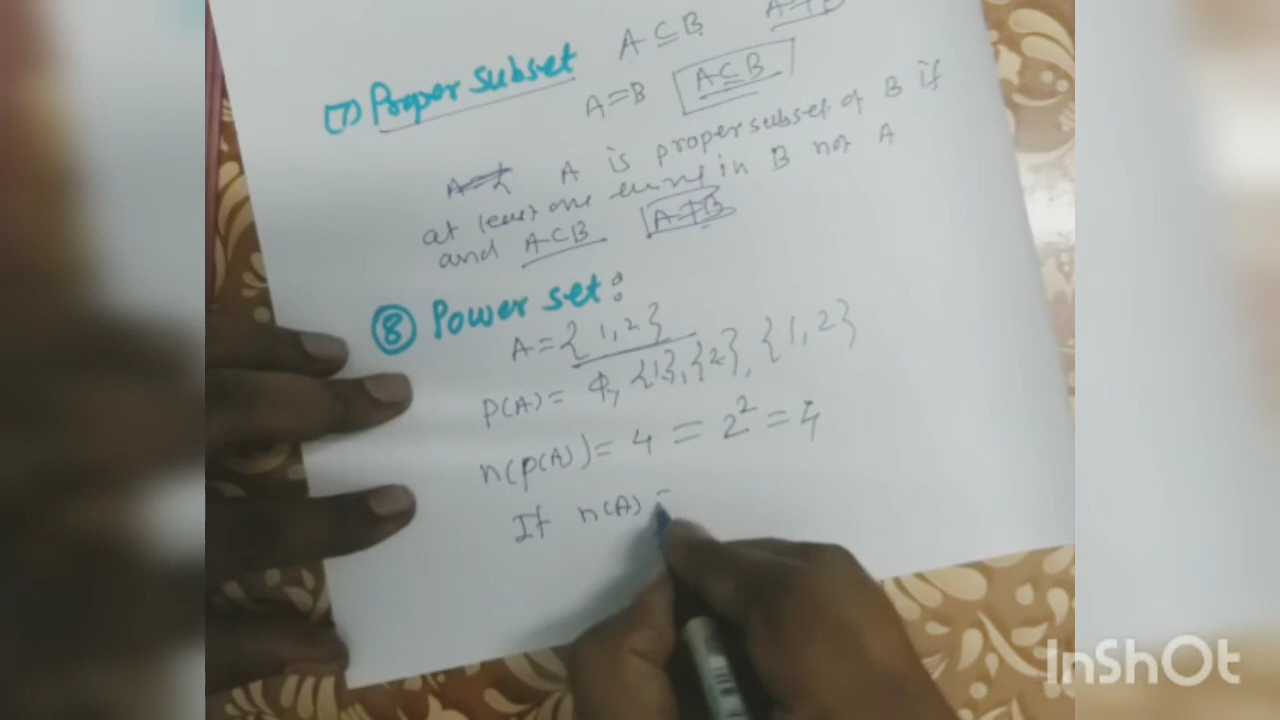 A ⊆ B A ≠ B
(7) Proper subset
A = B A ⊆ B
A is proper subset of B if
at least one in B not A
and A ⊂ B A ≠ B
(8) Power set:
A = { 1, 2 }
P(A) = φ, {1}, {2}, {1, 2}
n(P(A)) = 4 = 2² = 4
If n(A) =
InShOt